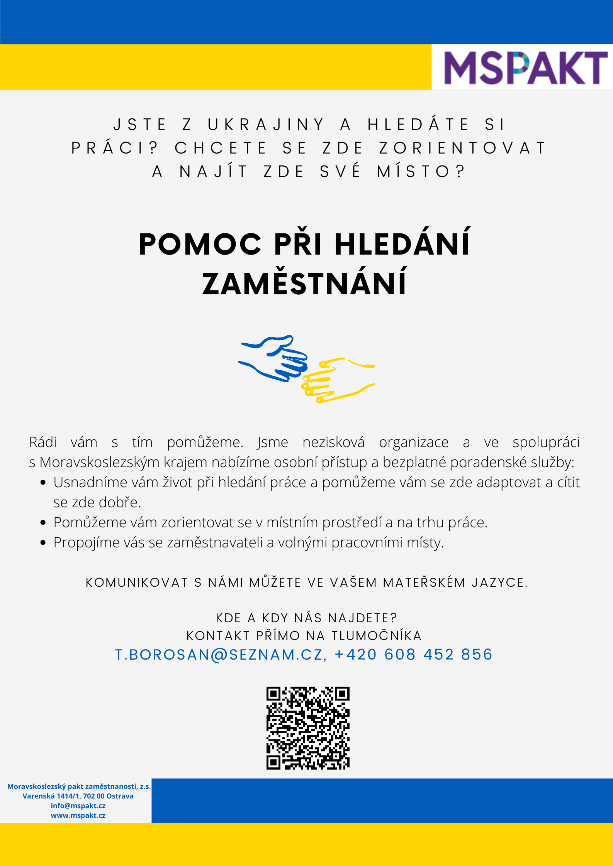 MSPAKT
JSTE Z UKRAJINY A HLEDÁTE SI
PRÁCI? CHCETE SE ZDE ZORIENTOVAT
A NAJÍT ZDE SVÉ MÍSTO?
POMOC PŘI HLEDÁNÍ
ZAMĚSTNÁNÍ
Rádi vám s tím pomůžeme. Jsme nezisková organizace a ve spolupráci
s Moravskoslezským krajem nabízíme osobní přístup a bezplatné poradenské služby:
• Usnadníme vám život při hledání práce a pomůžeme vám se zde adaptovat a cítit
se zde dobře.
• Pomůžeme vám zorientovat se v místním prostředí a na trhu práce.
• Propojíme vás se zaměstnavateli a volnými pracovními místy.
KOMUNIKOVAT S NÁMI MŮŽETE VE VAŠEM MATEŘSKÉM JAZYCE.
KDE A KDY NÁS NAJDETE?
KONTAKT PŘÍMO NA TLUMOČNÍKA
T.BOROSAN@SEZNAM.CZ, +420 608 452 856
Moravskoslezský pakt zaměstnanosti, z.s.
Varenská 1414/1, 702 00 Ostrava
info@mspakt.cz
www.mspakt.cz